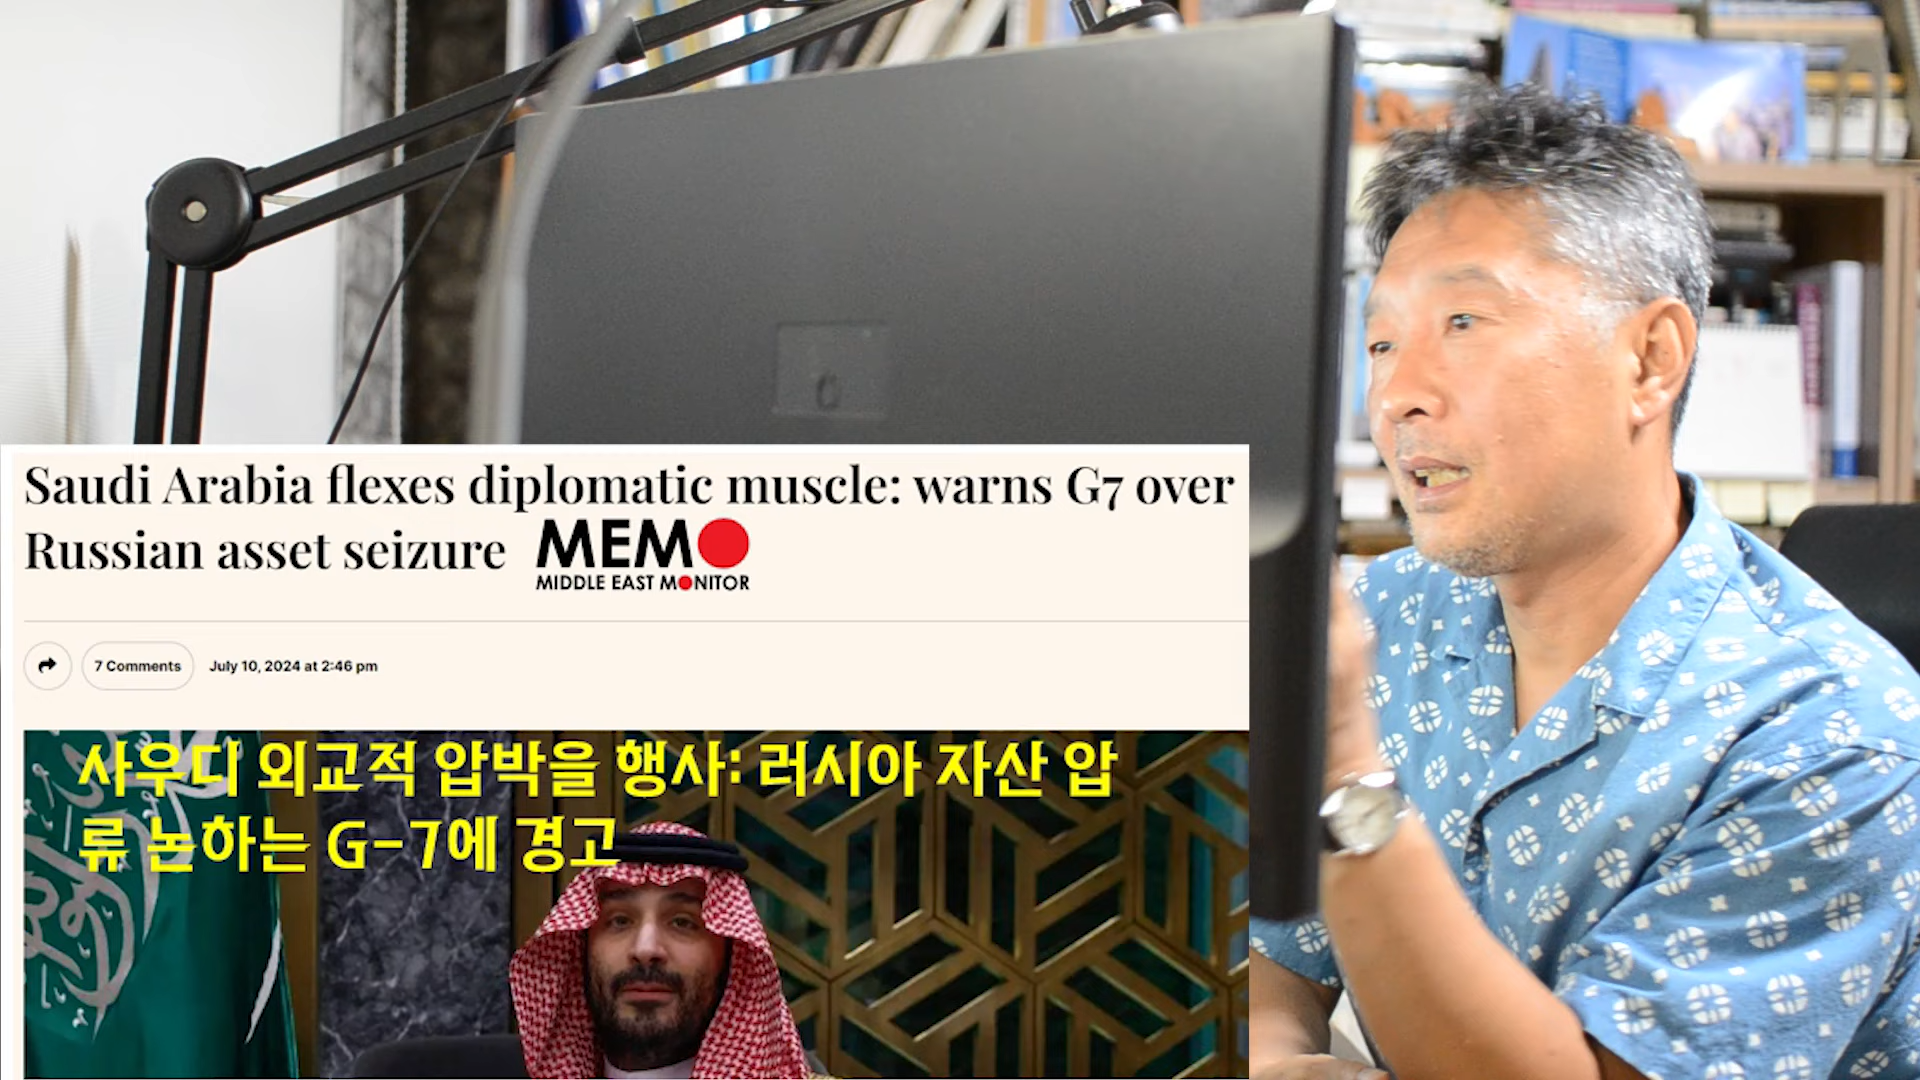 Saudi Arabia flexes diplomatic muscle: warns G7 over
Russian asset seizure
MEMO
MIDDLE EAST MONITOR
7 Comments
July 10, 2024 at 2:46 pm
사우디 외교적 압박을 행사: 러시아 자산 압
류 논하는 G-7에 경고